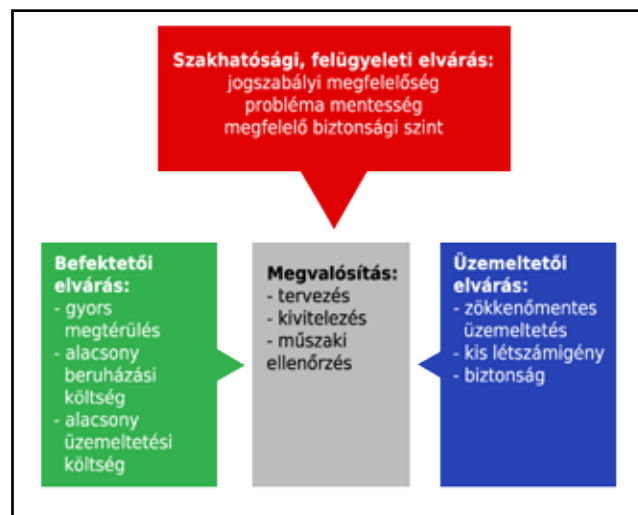 Szakhatósági, felügyeleti elvárás:
jogszabályi megfelelőség
probléma mentesség
megfelelő biztonsági szint
Befektetői
elvárás:
- gyors
megtérülés
- alacsony
beruházási
költség
- alacsony
üzemeltetési
költség
Megvalósítás:
- tervezés
- kivitelezés
- műszaki
ellenőrzés
Üzemeltetői
elvárás:
- zökkenőmentes
üzemeltetés
- kis létszámigény
- biztonság